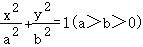 x²/a² + y²/b² = 1(a＞b＞0)